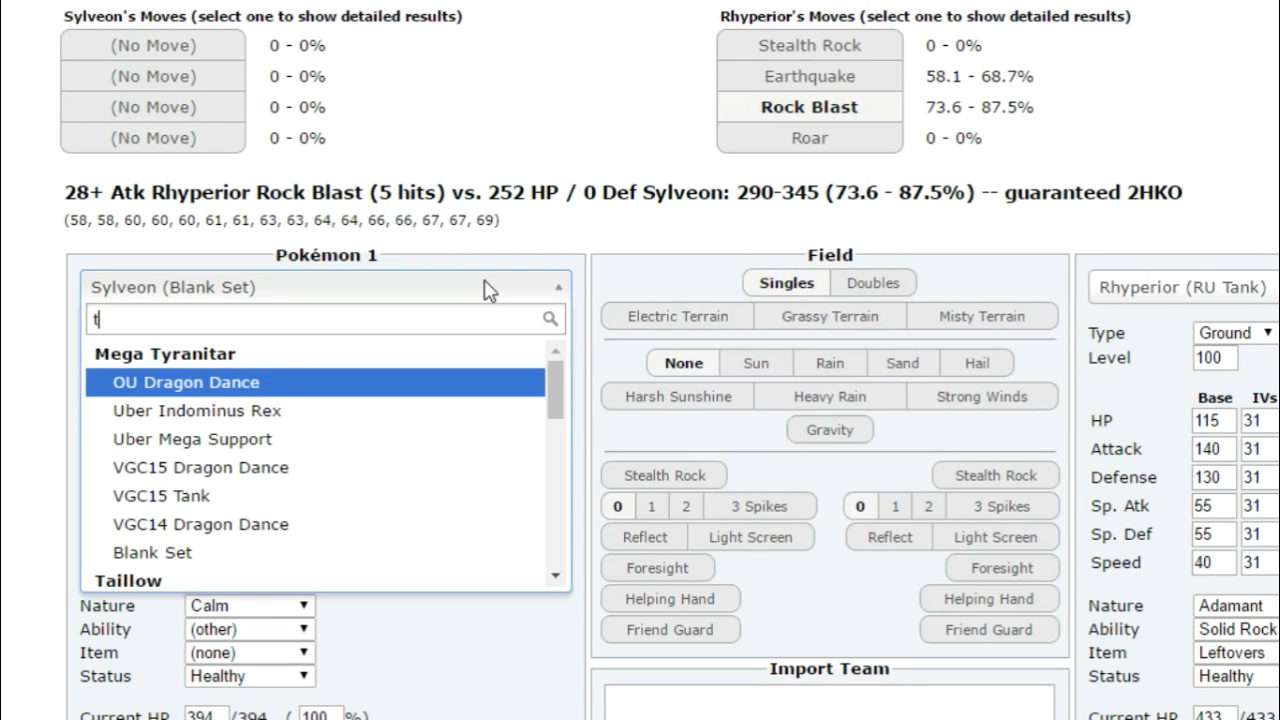 Sylveon's Moves (select one to show detailed results)
Rhyperior's Moves (select one to show detailed results)
(No Move) 0 - 0%
Stealth Rock 0 - 0%
(No Move) 0 - 0%
Earthquake 58.1 - 68.7%
(No Move) 0 - 0%
Rock Blast 73.6 - 87.5%
(No Move) 0 - 0%
Roar 0 - 0%
28+ Atk Rhyperior Rock Blast (5 hits) vs. 252 HP / 0 Def Sylveon: 290-345 (73.6 - 87.5%) -- guaranteed 2HKO
(58, 58, 60, 60, 60, 61, 61, 63, 63, 64, 64, 66, 66, 67, 67, 69)
Pokémon 1
Sylveon (Blank Set)
t
Mega Tyranitar
OU Dragon Dance
Uber Indominus Rex
Uber Mega Support
VGC15 Dragon Dance
VGC15 Tank
VGC14 Dragon Dance
Blank Set
Taillow
Nature Calm
Ability (other)
Item (none)
Status Healthy
Current HP 394 /394 ( 100 %)
Field
Singles Doubles
Electric Terrain Grassy Terrain Misty Terrain
None Sun Rain Sand Hail
Harsh Sunshine Heavy Rain Strong Winds
Gravity
Stealth Rock Stealth Rock
0 1 2 3 Spikes 0 1 2 3 Spikes
Reflect Light Screen Reflect Light Screen
Foresight Foresight
Helping Hand Helping Hand
Friend Guard Friend Guard
Import Team
Rhyperior (RU Tank)
Type Ground
Level 100
Base IVs
HP 115 31
Attack 140 31
Defense 130 31
Sp. Atk 55 31
Sp. Def 55 31
Speed 40 31
Nature Adamant
Ability Solid Rock
Item Leftovers
Status Healthy
Current HP 433 /433